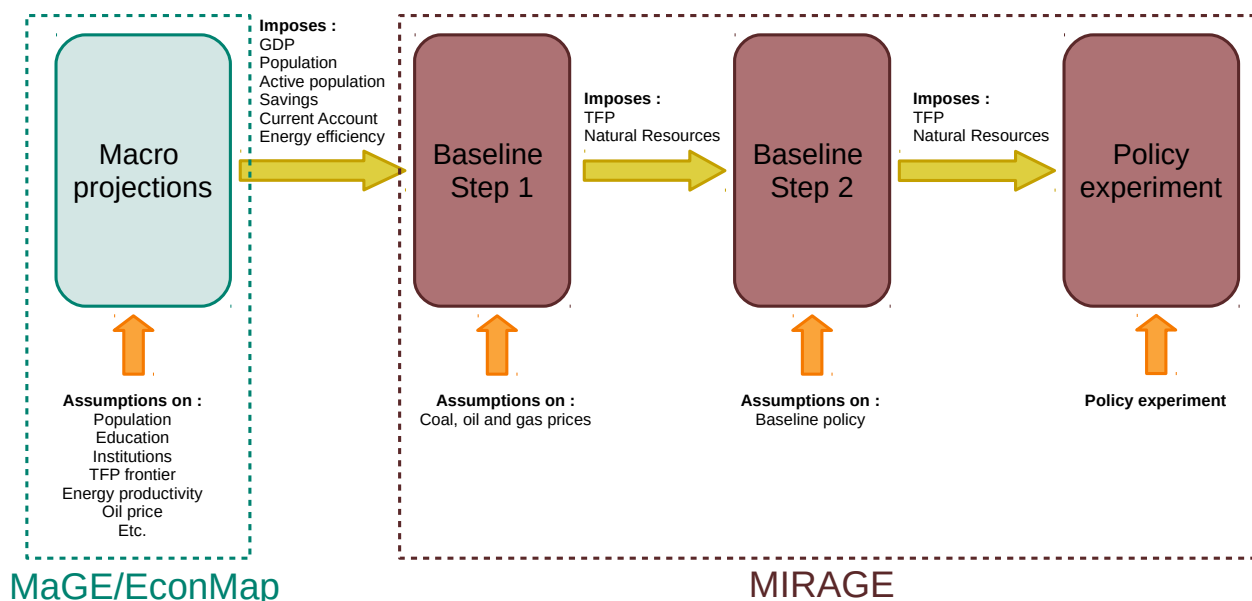 Macro
projections
Imposes :
GDP
Population
Active population
Savings
Current Account
Energy efficiency
Baseline
Step 1
Imposes :
TFP
Natural Resources
Baseline
Step 2
Imposes :
TFP
Natural Resources
Policy
experiment
Assumptions on :
Population
Education
Institutions
TFP frontier
Energy productivity
Oil price
Etc.
Assumptions on :
Coal, oil and gas prices
Assumptions on :
Baseline policy
Policy experiment
MaGE/EconMap
MIRAGE